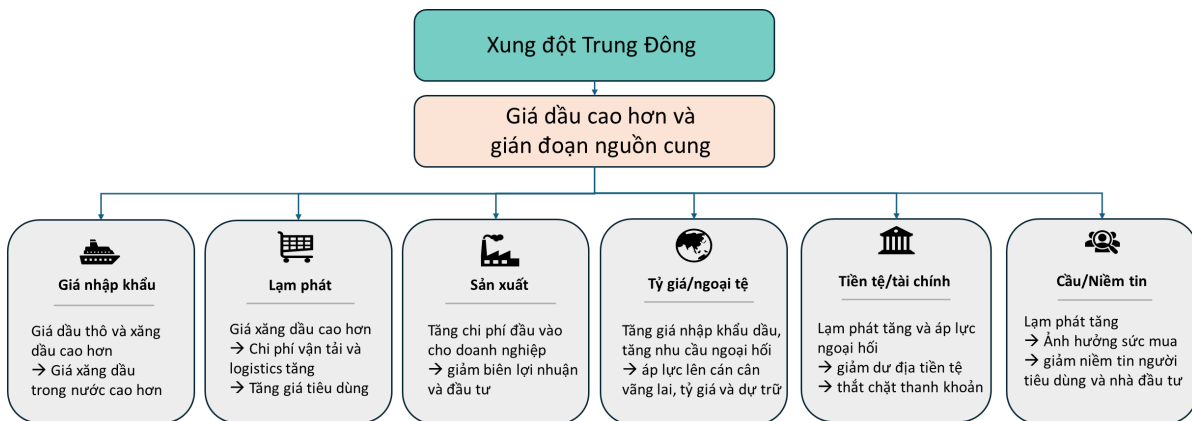 Xung đột Trung Đông
Giá dầu cao hơn và
gián đoạn nguồn cung
Giá nhập khẩu
Giá dầu thô và xăng
dầu cao hơn
→ Giá xăng dầu
trong nước cao hơn
Lạm phát
Giá xăng dầu cao hơn
→ Chi phí vận tải và
logistics tăng
→ Tăng giá tiêu dùng
Sản xuất
Tăng chi phí đầu vào
cho doanh nghiệp
→ giảm biên lợi nhuận
và đầu tư
Tỷ giá/ngoại tệ
Tăng giá nhập khẩu dầu,
tăng nhu cầu ngoại hối
→ áp lực lên cán cân
vãng lai, tỷ giá và dự trữ
Tiền tệ/tài chính
Lạm phát tăng và áp lực
ngoại hối
→ giảm dư địa tiền tệ
→ thắt chặt thanh khoản
Cầu/Niềm tin
Lạm phát tăng
→ Ảnh hưởng sức mua
→ giảm niềm tin người
tiêu dùng và nhà đầu tư